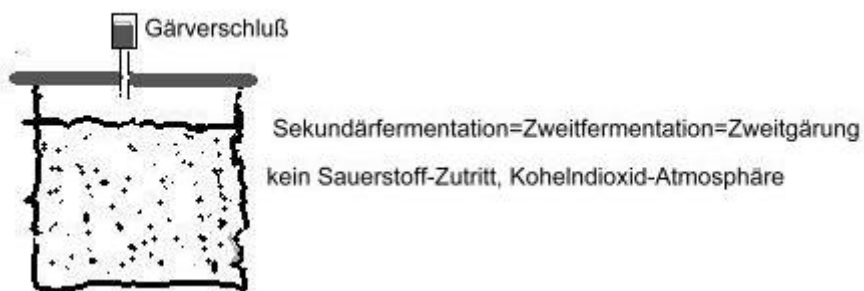 Gärverschluß
Sekundärfermentation=Zweitfermentation=Zweitgärung
kein Sauerstoff-Zutritt, Kohelndioxid-Atmosphäre